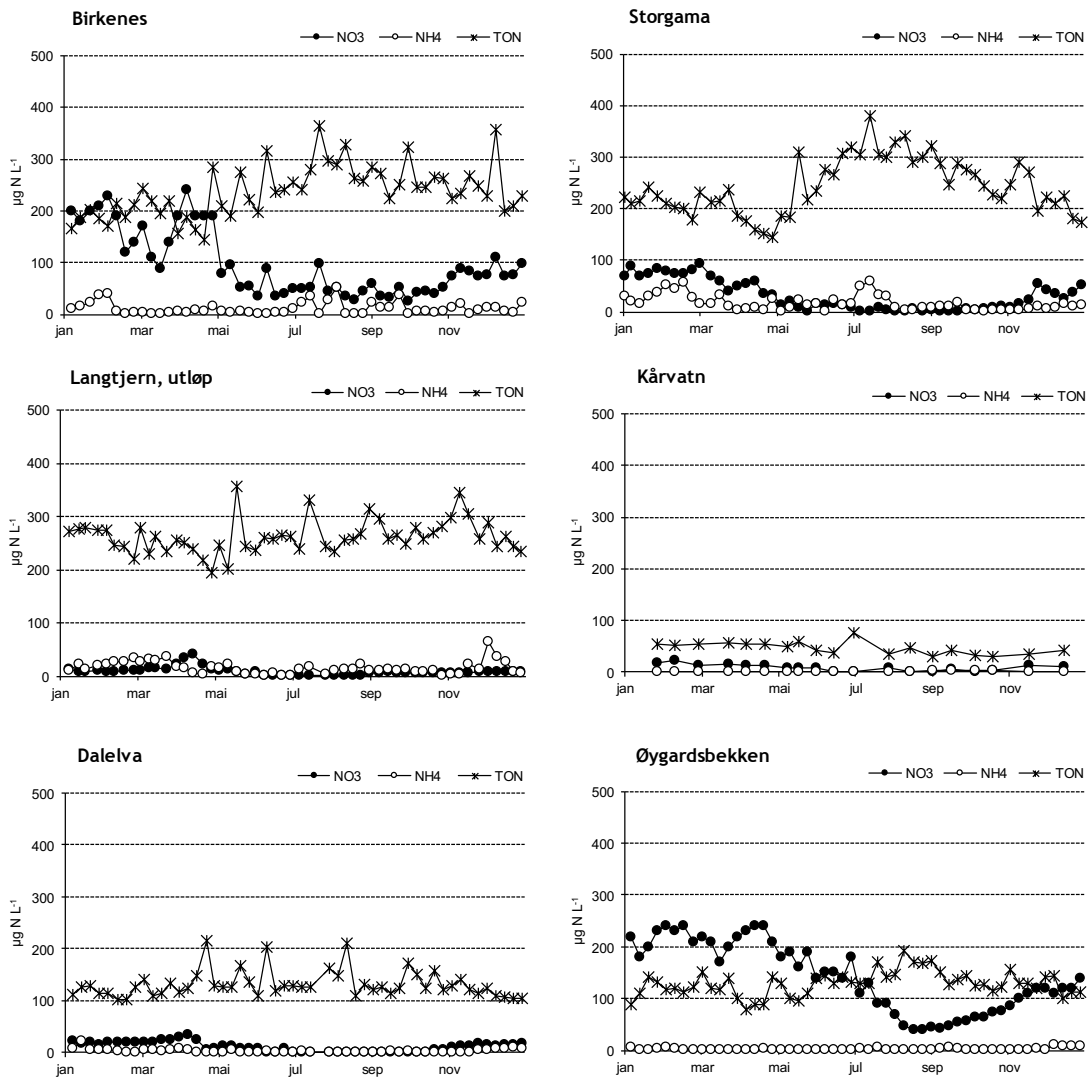 Birkenes
NO3 NH4 TON
500
400
300
200
100
0
µg N L-1
jan mar mai jul sep nov
Storgama
NO3 NH4 TON
500
400
300
200
100
0
µg N L-1
jan mar mai jul sep nov
Langtjern, utløp
NO3 NH4 TON
500
400
300
200
100
0
µg N L-1
jan mar mai jul sep nov
Kårvatn
NO3 NH4 TON
500
400
300
200
100
0
µg N L-1
jan mar mai jul sep nov
Dalelva
NO3 NH4 TON
500
400
300
200
100
0
µg N L-1
jan mar mai jul sep nov
Øygardsbekken
NO3 NH4 TON
500
400
300
200
100
0
µg N L-1
jan mar mai jul sep nov